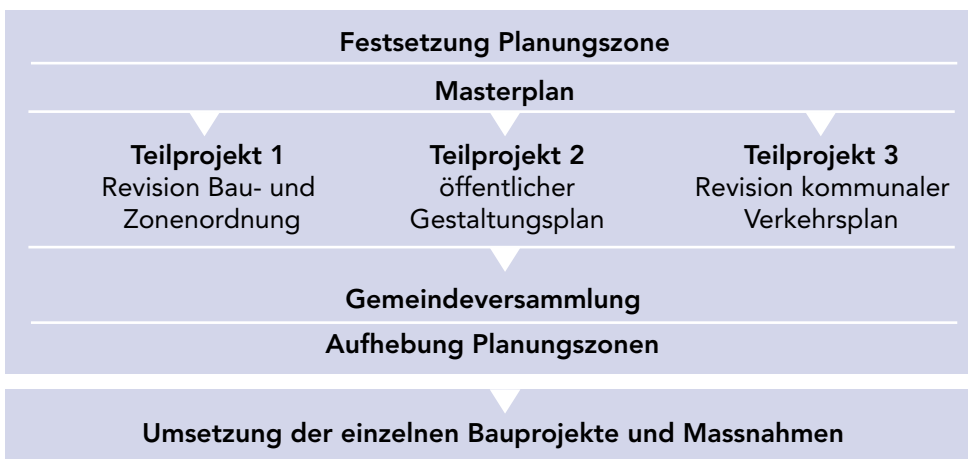 Festsetzung Planungszone
Masterplan
Teilprojekt 1
Revision Bau- und
Zonenordnung
Teilprojekt 2
öffentlicher
Gestaltungsplan
Teilprojekt 3
Revision kommunaler
Verkehrsplan
Gemeindeversammlung
Aufhebung Planungszonen
Umsetzung der einzelnen Bauprojekte und Massnahmen